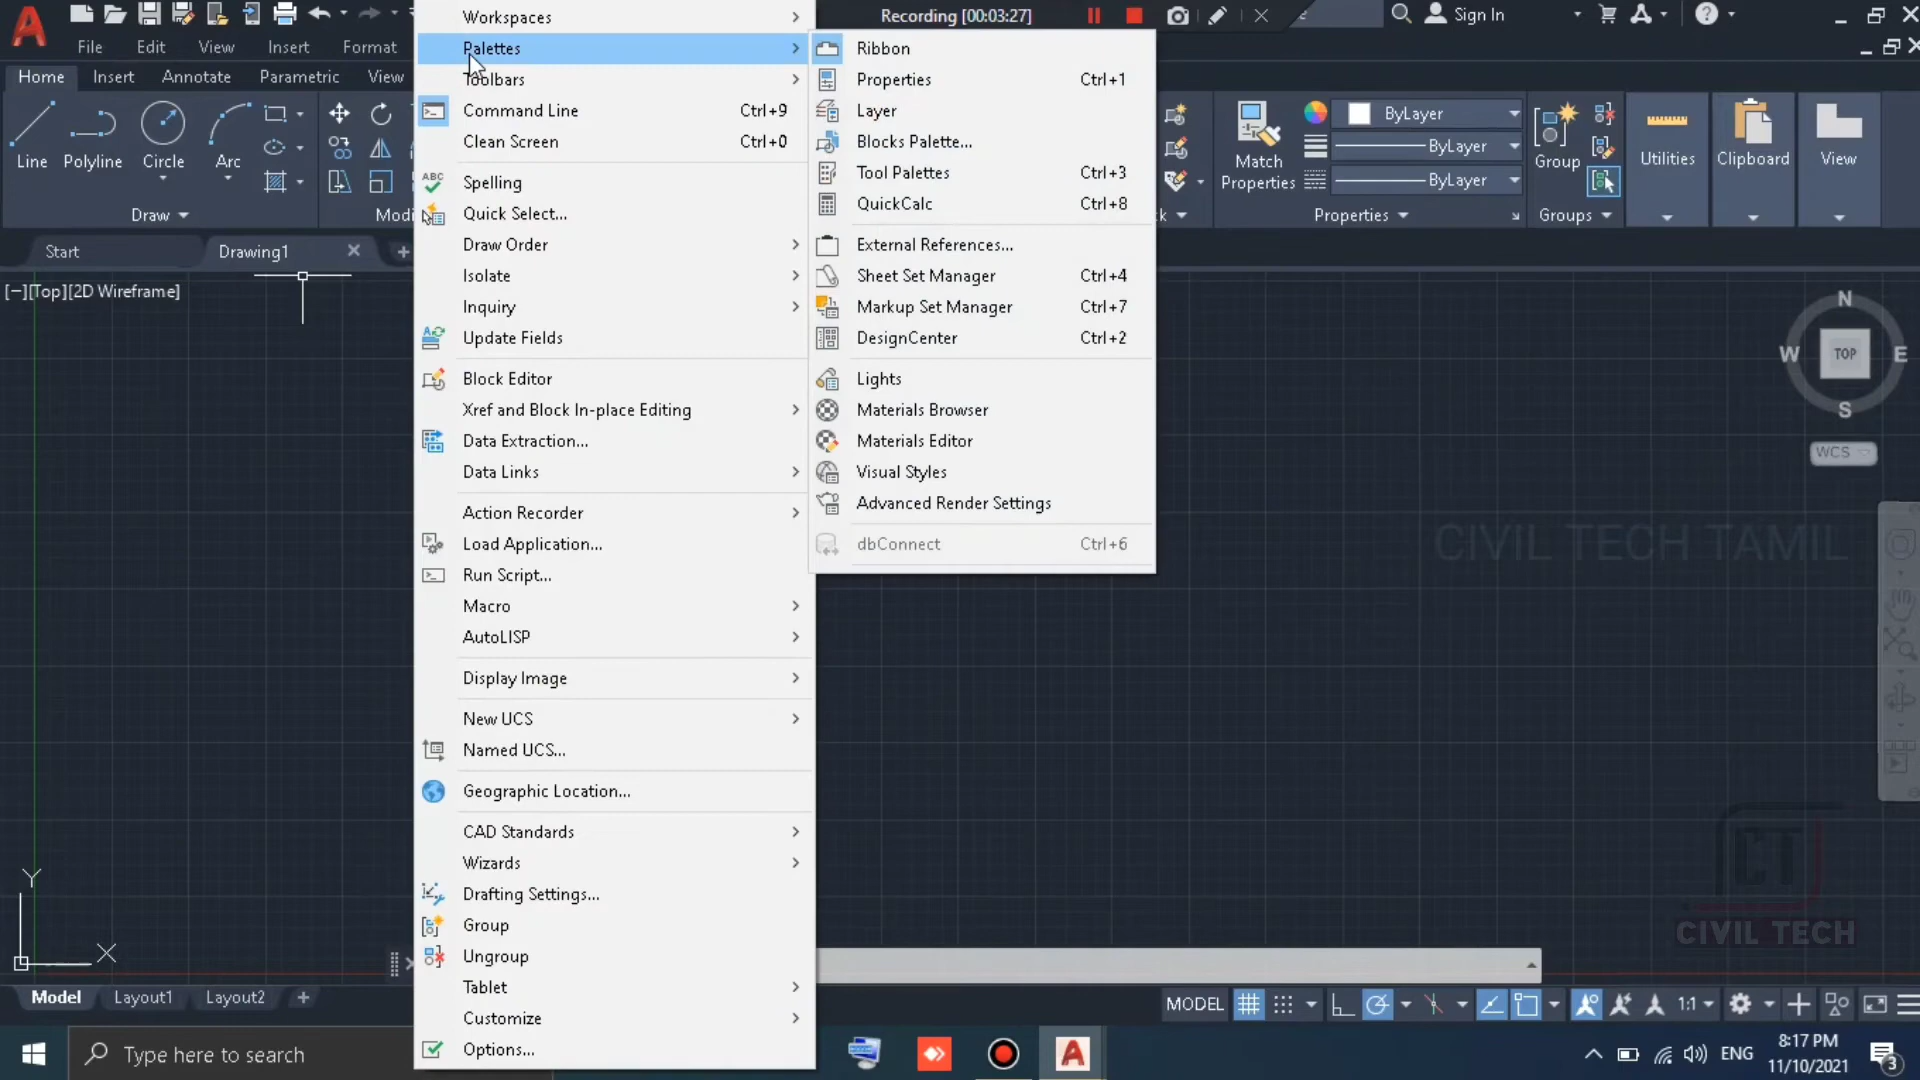 Workspaces
Recording [00:03:27]
Sign In
File Edit View Insert Format
Home Insert Annotate Parametric View
Line Polyline Circle Arc
Draw
Palettes
Toolbars
Command Line Ctrl+9
Clean Screen Ctrl+0
ABC Spelling
Quick Select...
Draw Order
Isolate
Inquiry
Update Fields
Block Editor
Xref and Block In-place Editing
Data Extraction...
Data Links
Action Recorder
Load Application...
Run Script...
Macro
AutoLISP
Display Image
New UCS
Named UCS...
Geographic Location...
CAD Standards
Wizards
Drafting Settings...
Group
Ungroup
Tablet
Customize
Options...
Ribbon
Properties Ctrl+1
Layer
Blocks Palette...
Tool Palettes Ctrl+3
QuickCalc Ctrl+8
External References...
Sheet Set Manager Ctrl+4
Markup Set Manager Ctrl+7
DesignCenter Ctrl+2
Lights
Materials Browser
Materials Editor
Visual Styles
Advanced Render Settings
dbConnect Ctrl+6
Match
Properties
ByLayer
ByLayer
ByLayer
Properties
Group
Groups
Utilities
Clipboard
View
Start Drawing1
[−][Top][2D Wireframe]
N
W TOP E
S
WCS
CIVIL TECH TAMIL
CT
CIVIL TECH
Y
X
Model Layout1 Layout2
MODEL 1:1
Type here to search
ENG
8:17 PM
11/10/2021
3